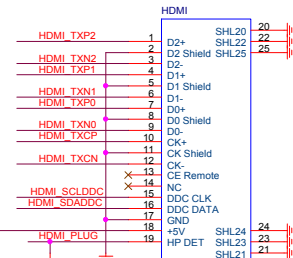 HDMI
HDMI_TXP2 1 D2+ SHL20 20
2 D2 Shield SHL22 22
HDMI_TXN2 3 D2- SHL25 25
HDMI_TXP1 4 D1+
5 D1 Shield
HDMI_TXN1 6 D1-
HDMI_TXP0 7 D0+
8 D0 Shield
HDMI_TXN0 9 D0-
HDMI_TXCP 10 CK+
11 CK Shield
HDMI_TXCN 12 CK-
13 CE Remote
14 NC
HDMI_SCLDDC 15 DDC CLK
HDMI_SDADDC 16 DDC DATA
17 GND
18 +5V SHL24 24
HDMI_PLUG 19 HP DET SHL23 23
SHL21 21